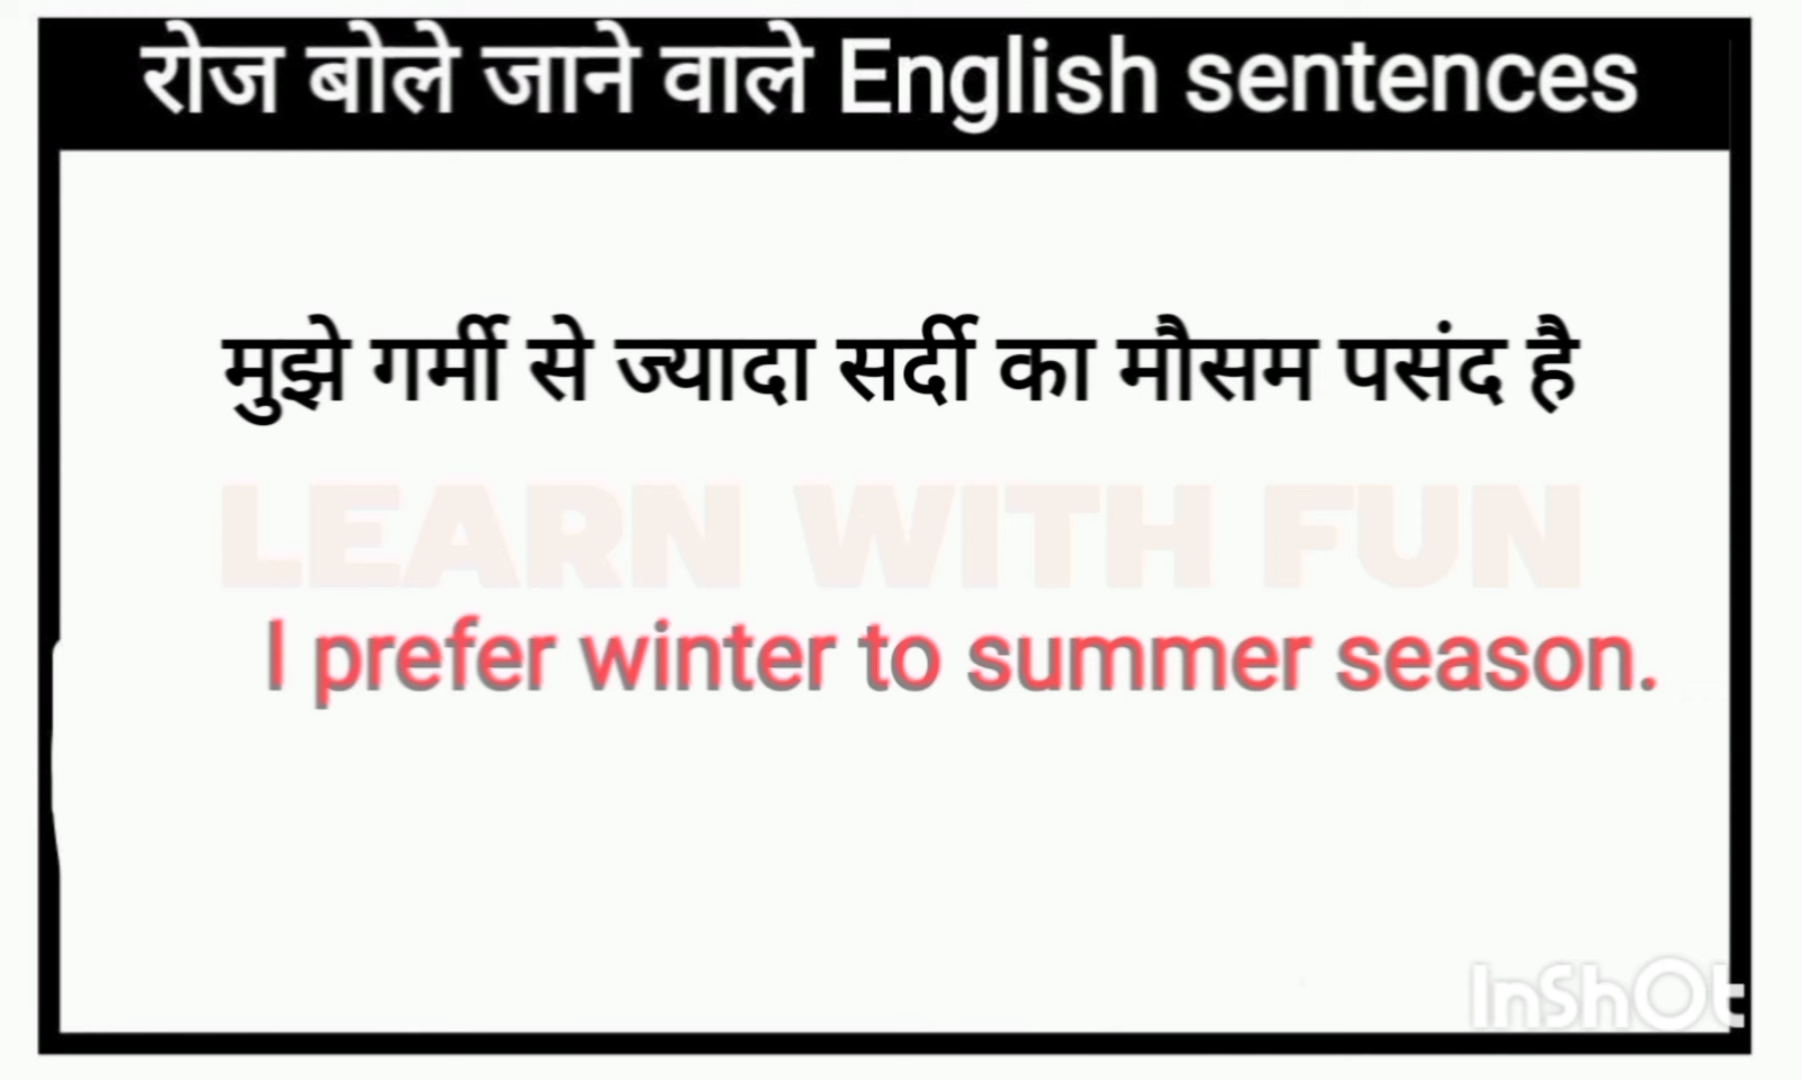 रोज बोले जाने वाले English sentences
मुझे गर्मी से ज्यादा सर्दी का मौसम पसंद है
LEARN WITH FUN
I prefer winter to summer season.
InShOt